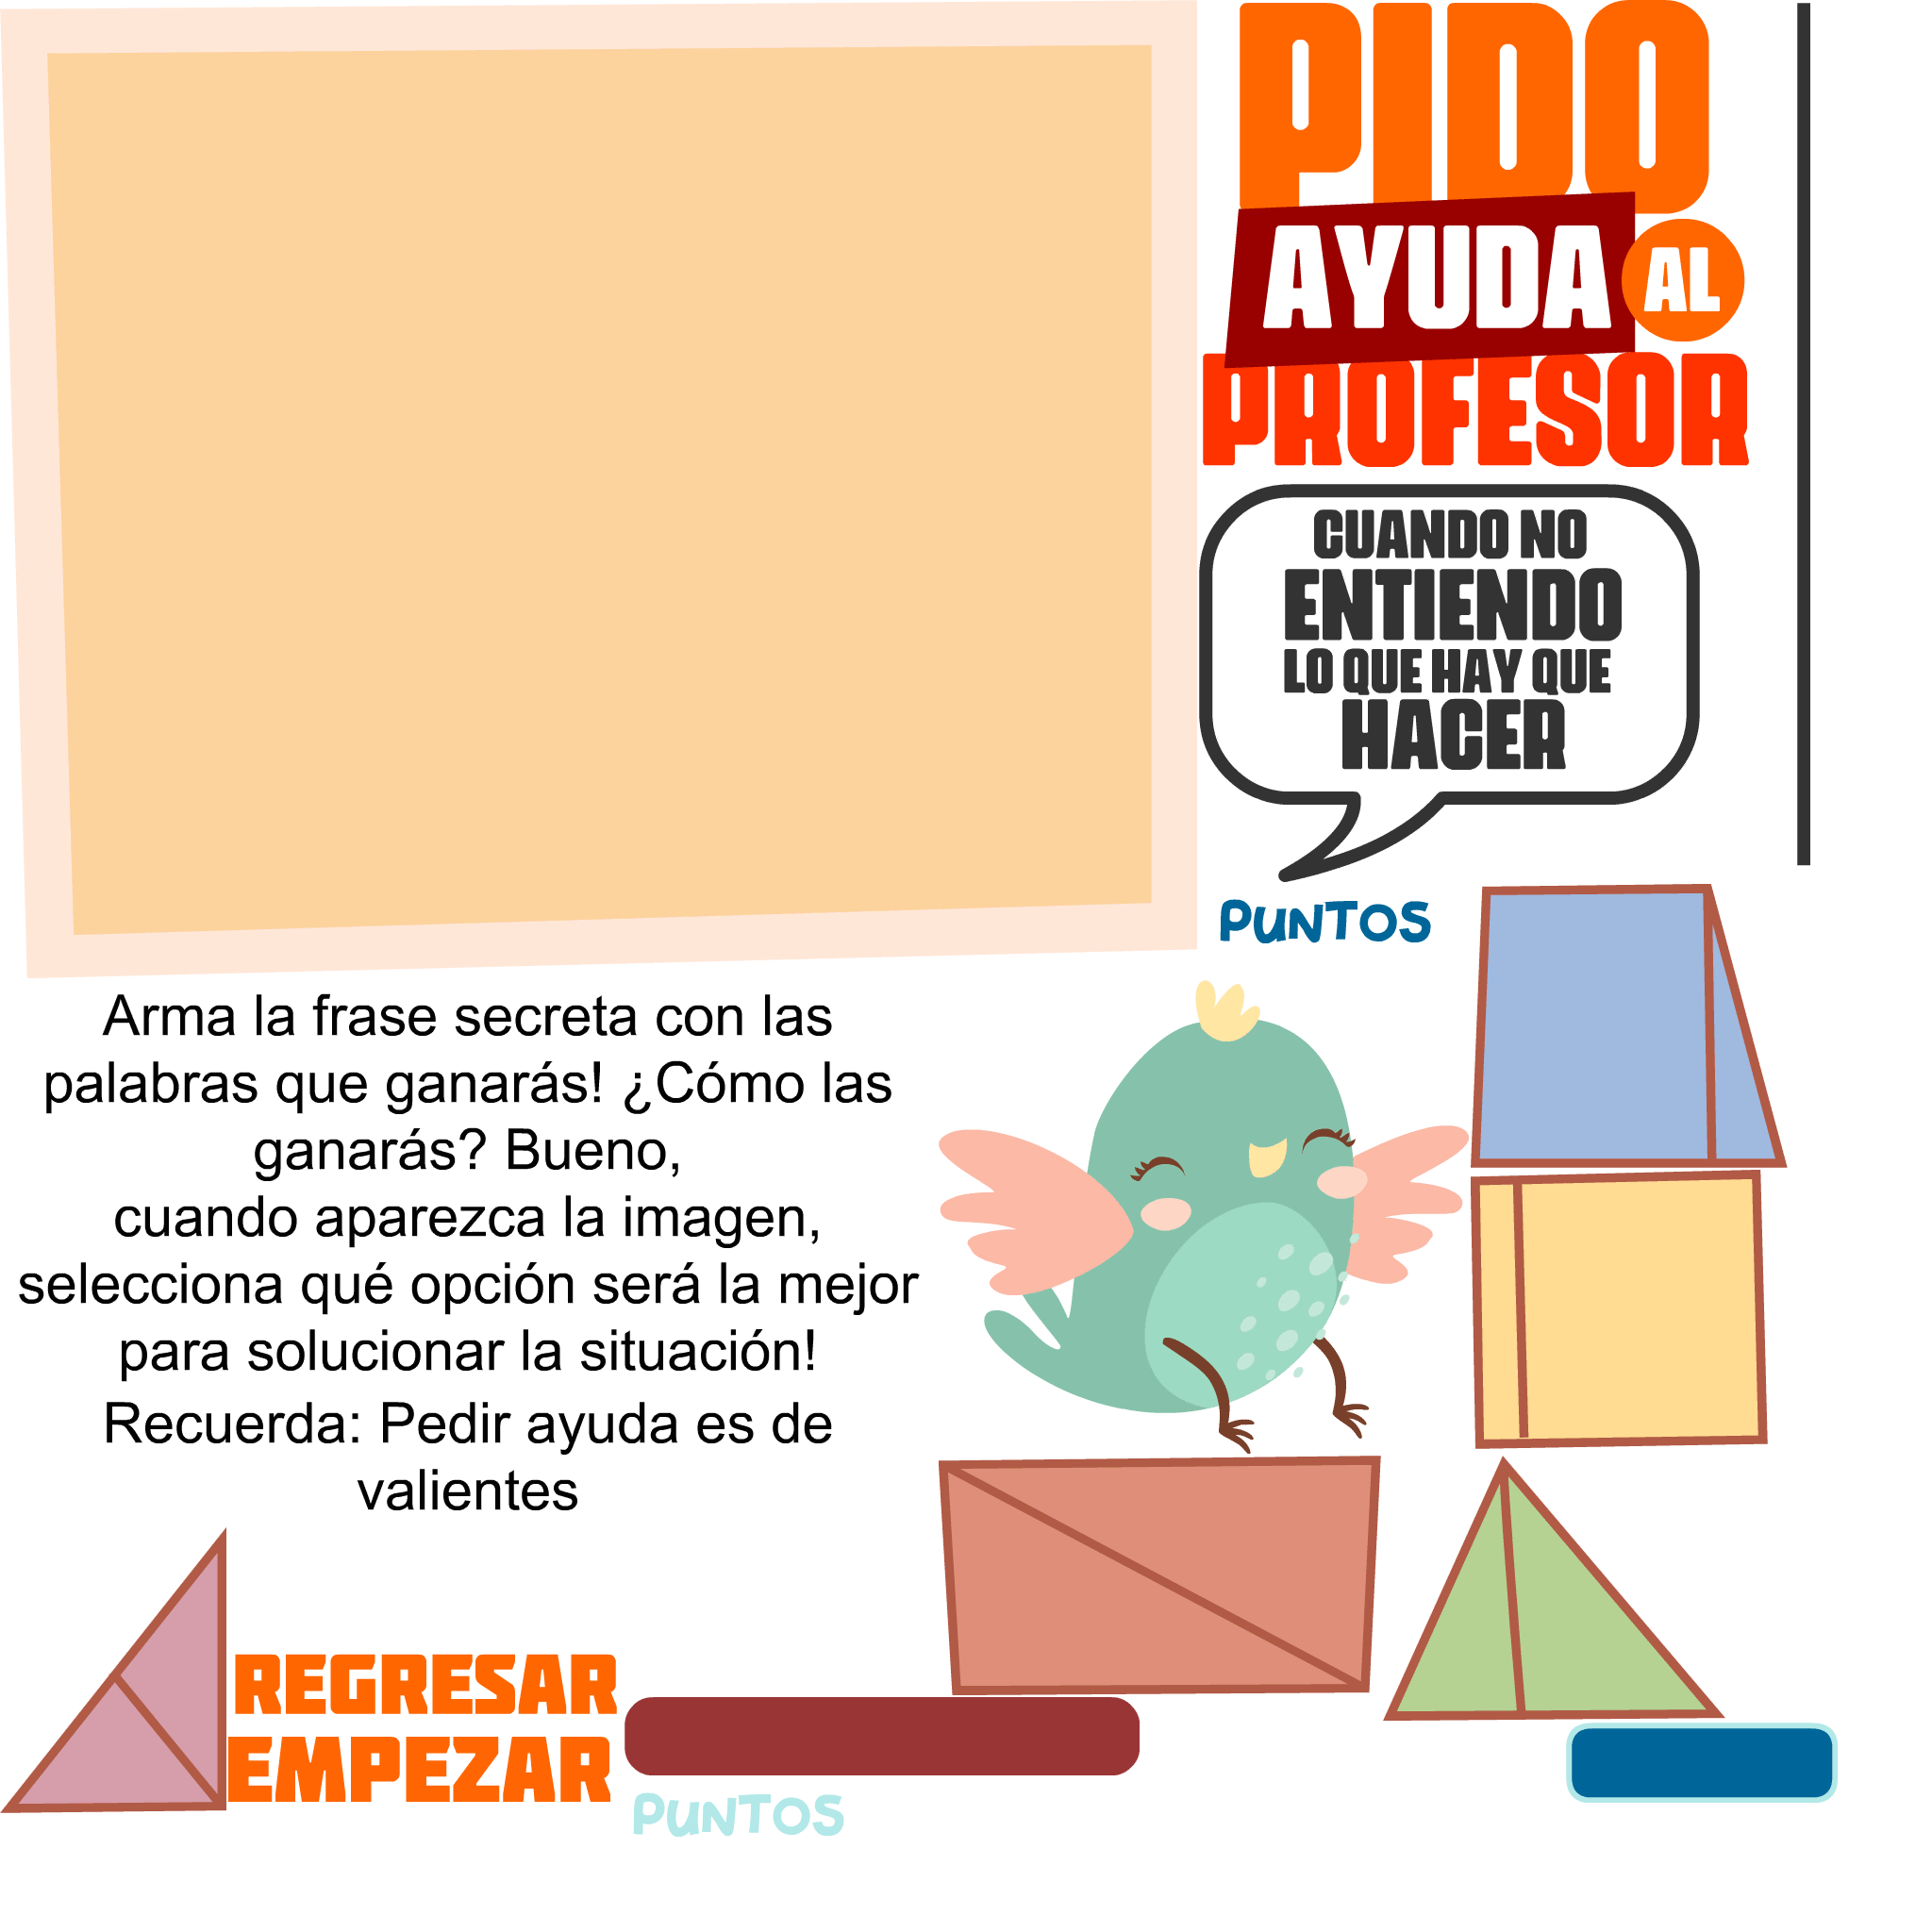 PIDO
AYUDA AL
PROFESOR
CUANDO NO
ENTIENDO
LO QUE HAY QUE
HACER
PUNTOS
Arma la frase secreta con las
palabras que ganarás! ¿Cómo las
ganarás? Bueno,
cuando aparezca la imagen,
selecciona qué opción será la mejor
para solucionar la situación!
Recuerda: Pedir ayuda es de
valientes
REGRESAR
EMPEZAR
PUNTOS